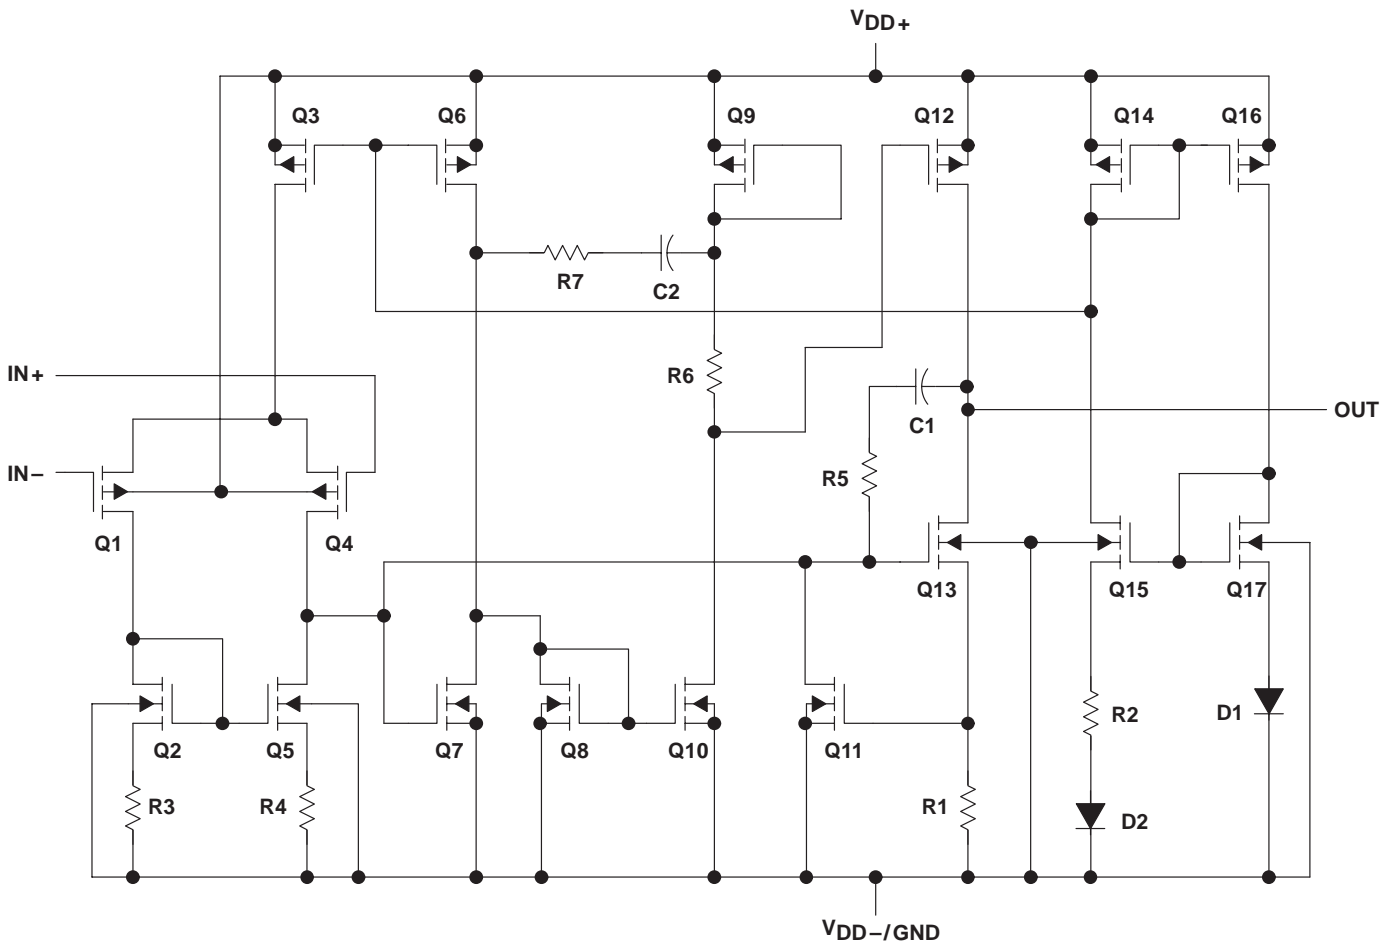 VDD+
Q3 Q6 Q9 Q12 Q14 Q16
R7
C2
IN+
R6
C1
OUT
IN−
R5
Q1 Q4
Q13 Q15 Q17
R2 D1
Q2 Q5 Q7 Q8 Q10 Q11
R3 R4 R1
D2
VDD−/GND